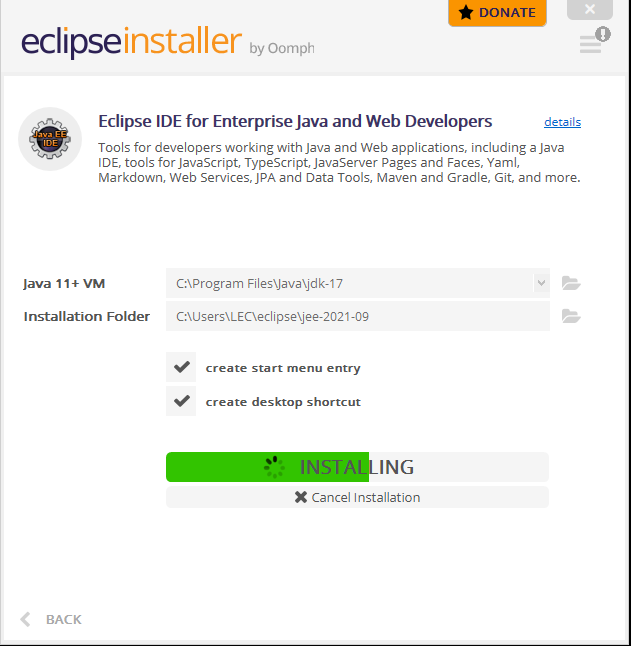 DONATE
eclipseinstaller by Oomph
Java EE
IDE
Eclipse IDE for Enterprise Java and Web Developers
details
Tools for developers working with Java and Web applications, including a Java
IDE, tools for JavaScript, TypeScript, JavaServer Pages and Faces, Yaml,
Markdown, Web Services, JPA and Data Tools, Maven and Gradle, Git, and more.
Java 11+ VM
C:\Program Files\Java\jdk-17
Installation Folder
C:\Users\LEC\eclipse\jee-2021-09
create start menu entry
create desktop shortcut
INSTALLING
Cancel Installation
BACK